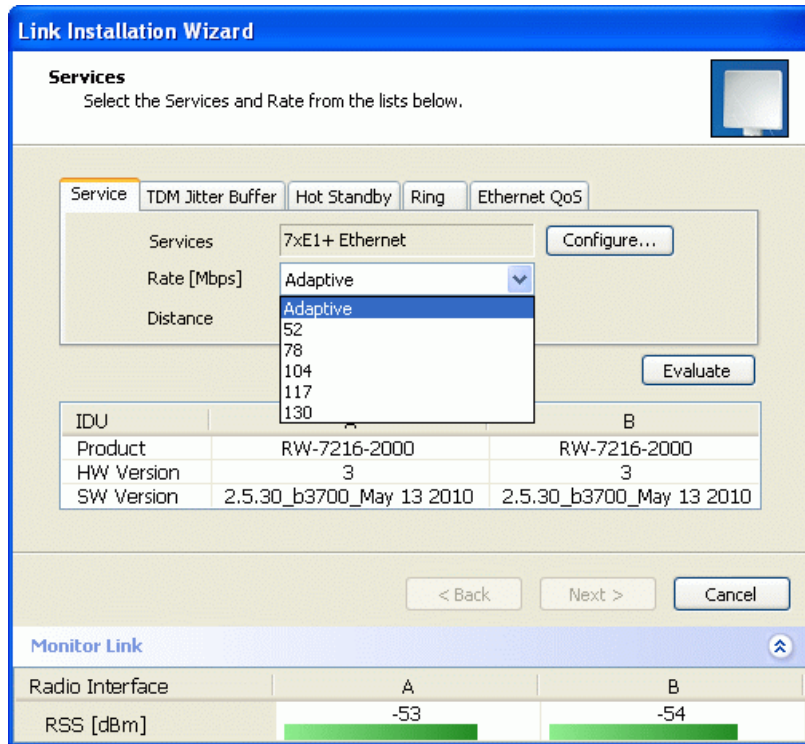 Link Installation Wizard
Services
Select the Services and Rate from the lists below.
Service TDM Jitter Buffer Hot Standby Ring Ethernet QoS
Services 7xE1+ Ethernet Configure...
Rate [Mbps] Adaptive
Distance Adaptive
52
78
104
117
130
Evaluate
IDU B
Product RW-7216-2000 RW-7216-2000
HW Version 3 3
SW Version 2.5.30_b3700_May 13 2010 2.5.30_b3700_May 13 2010
< Back Next > Cancel
Monitor Link
Radio Interface A B
RSS [dBm] -53 -54